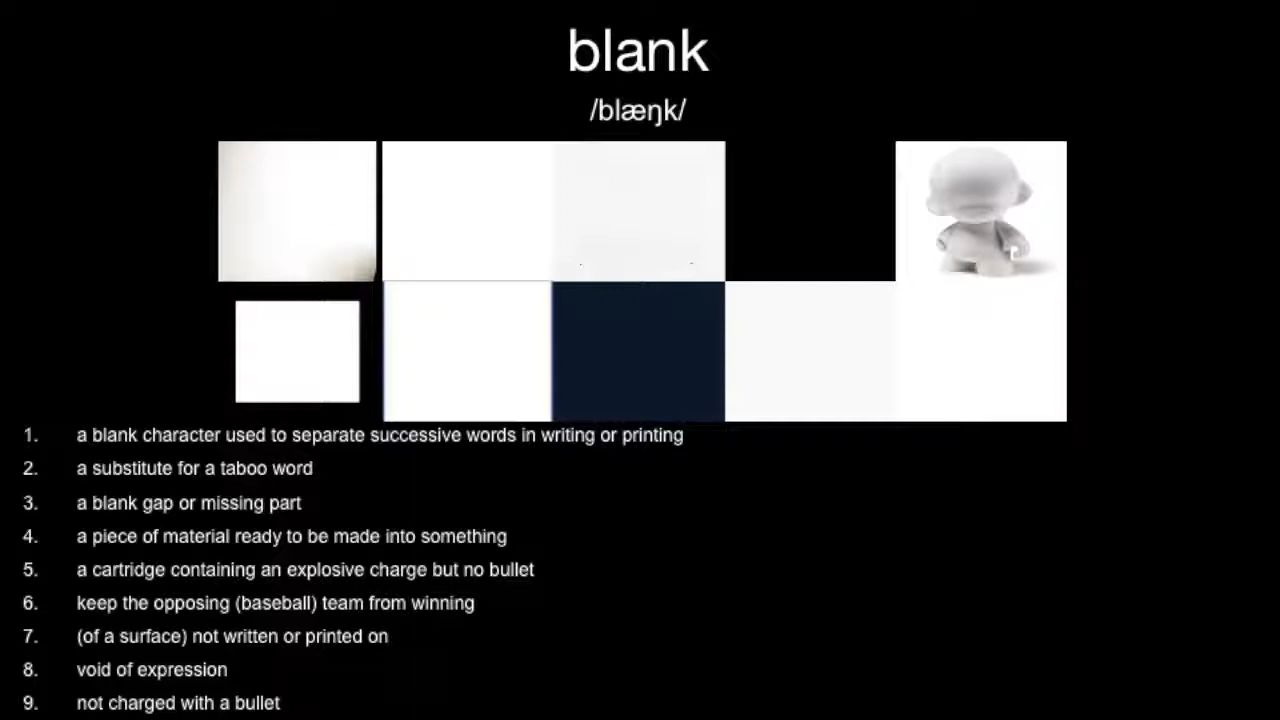 blank
/blæŋk/
1. a blank character used to separate successive words in writing or printing
2. a substitute for a taboo word
3. a blank gap or missing part
4. a piece of material ready to be made into something
5. a cartridge containing an explosive charge but no bullet
6. keep the opposing (baseball) team from winning
7. (of a surface) not written or printed on
8. void of expression
9. not charged with a bullet